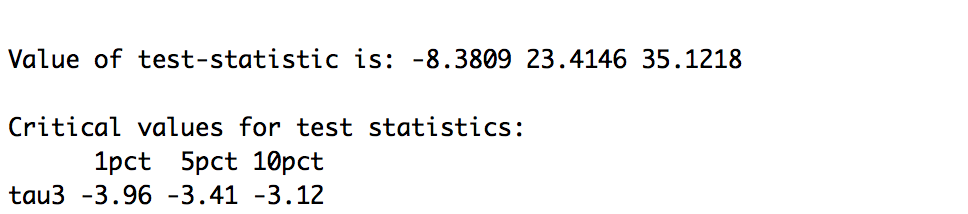 Value of test-statistic is: -8.3809 23.4146 35.1218
Critical values for test statistics:
1pct 5pct 10pct
tau3 -3.96 -3.41 -3.12